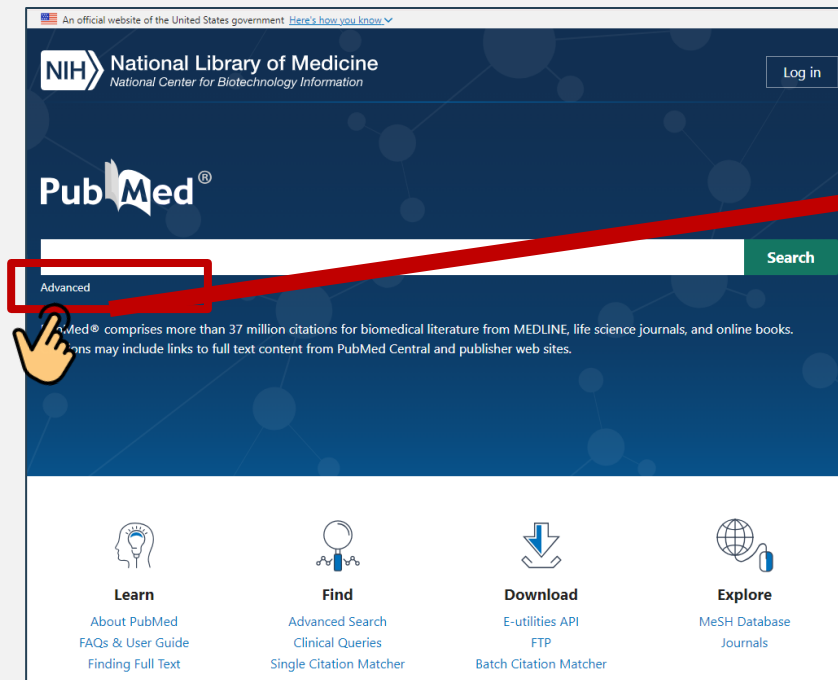 An official website of the United States government Here's how you know
NIH National Library of Medicine
National Center for Biotechnology Information
Log in
PubMed®
Search
Advanced
Med® comprises more than 37 million citations for biomedical literature from MEDLINE, life science journals, and online books.
ons may include links to full text content from PubMed Central and publisher web sites.
Learn
About PubMed
FAQs & User Guide
Finding Full Text
Find
Advanced Search
Clinical Queries
Single Citation Matcher
Download
E-utilities API
FTP
Batch Citation Matcher
Explore
MeSH Database
Journals